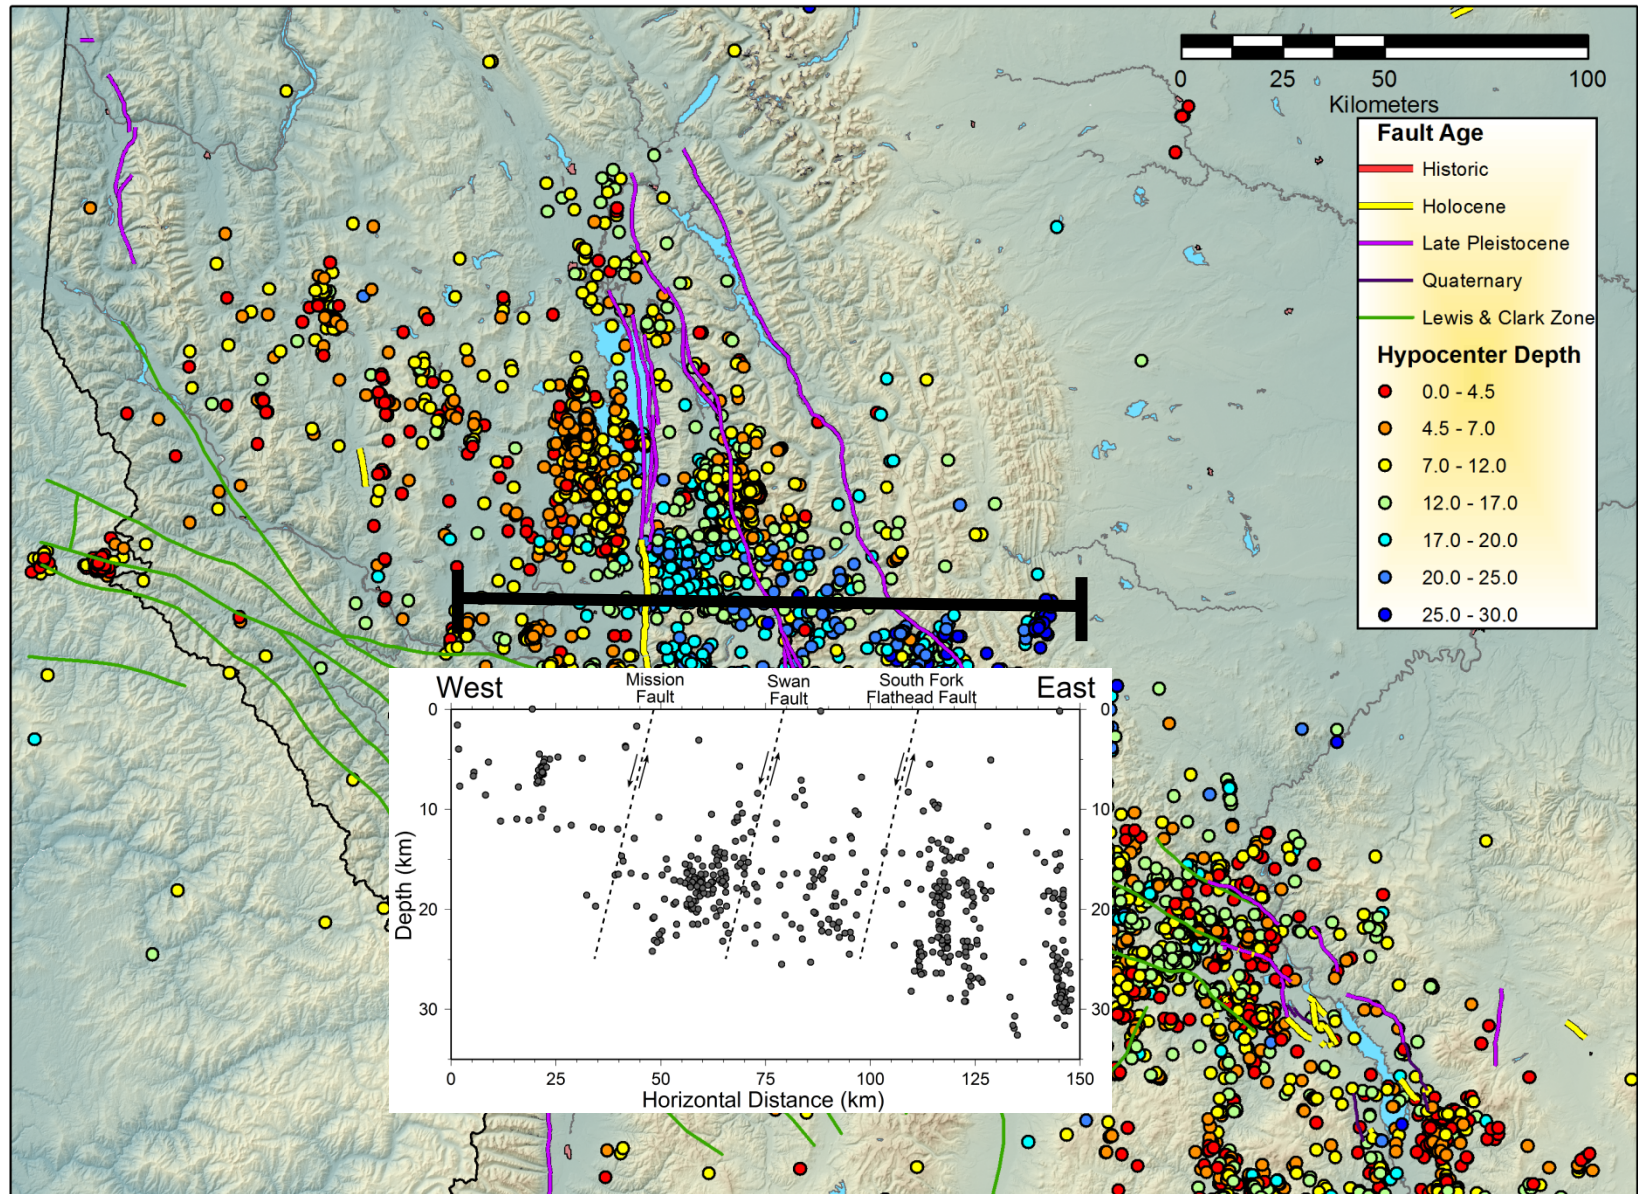 0 25 50 100
Kilometers
Fault Age
Historic
Holocene
Late Pleistocene
Quaternary
Lewis & Clark Zone
Hypocenter Depth
0.0 - 4.5
4.5 - 7.0
7.0 - 12.0
12.0 - 17.0
17.0 - 20.0
20.0 - 25.0
25.0 - 30.0
West
Mission
Fault
Swan
Fault
South Fork
Flathead Fault
East
0 0
10 10
20 20
30 30
Depth (km)
0 25 50 75 100 125 150
Horizontal Distance (km)